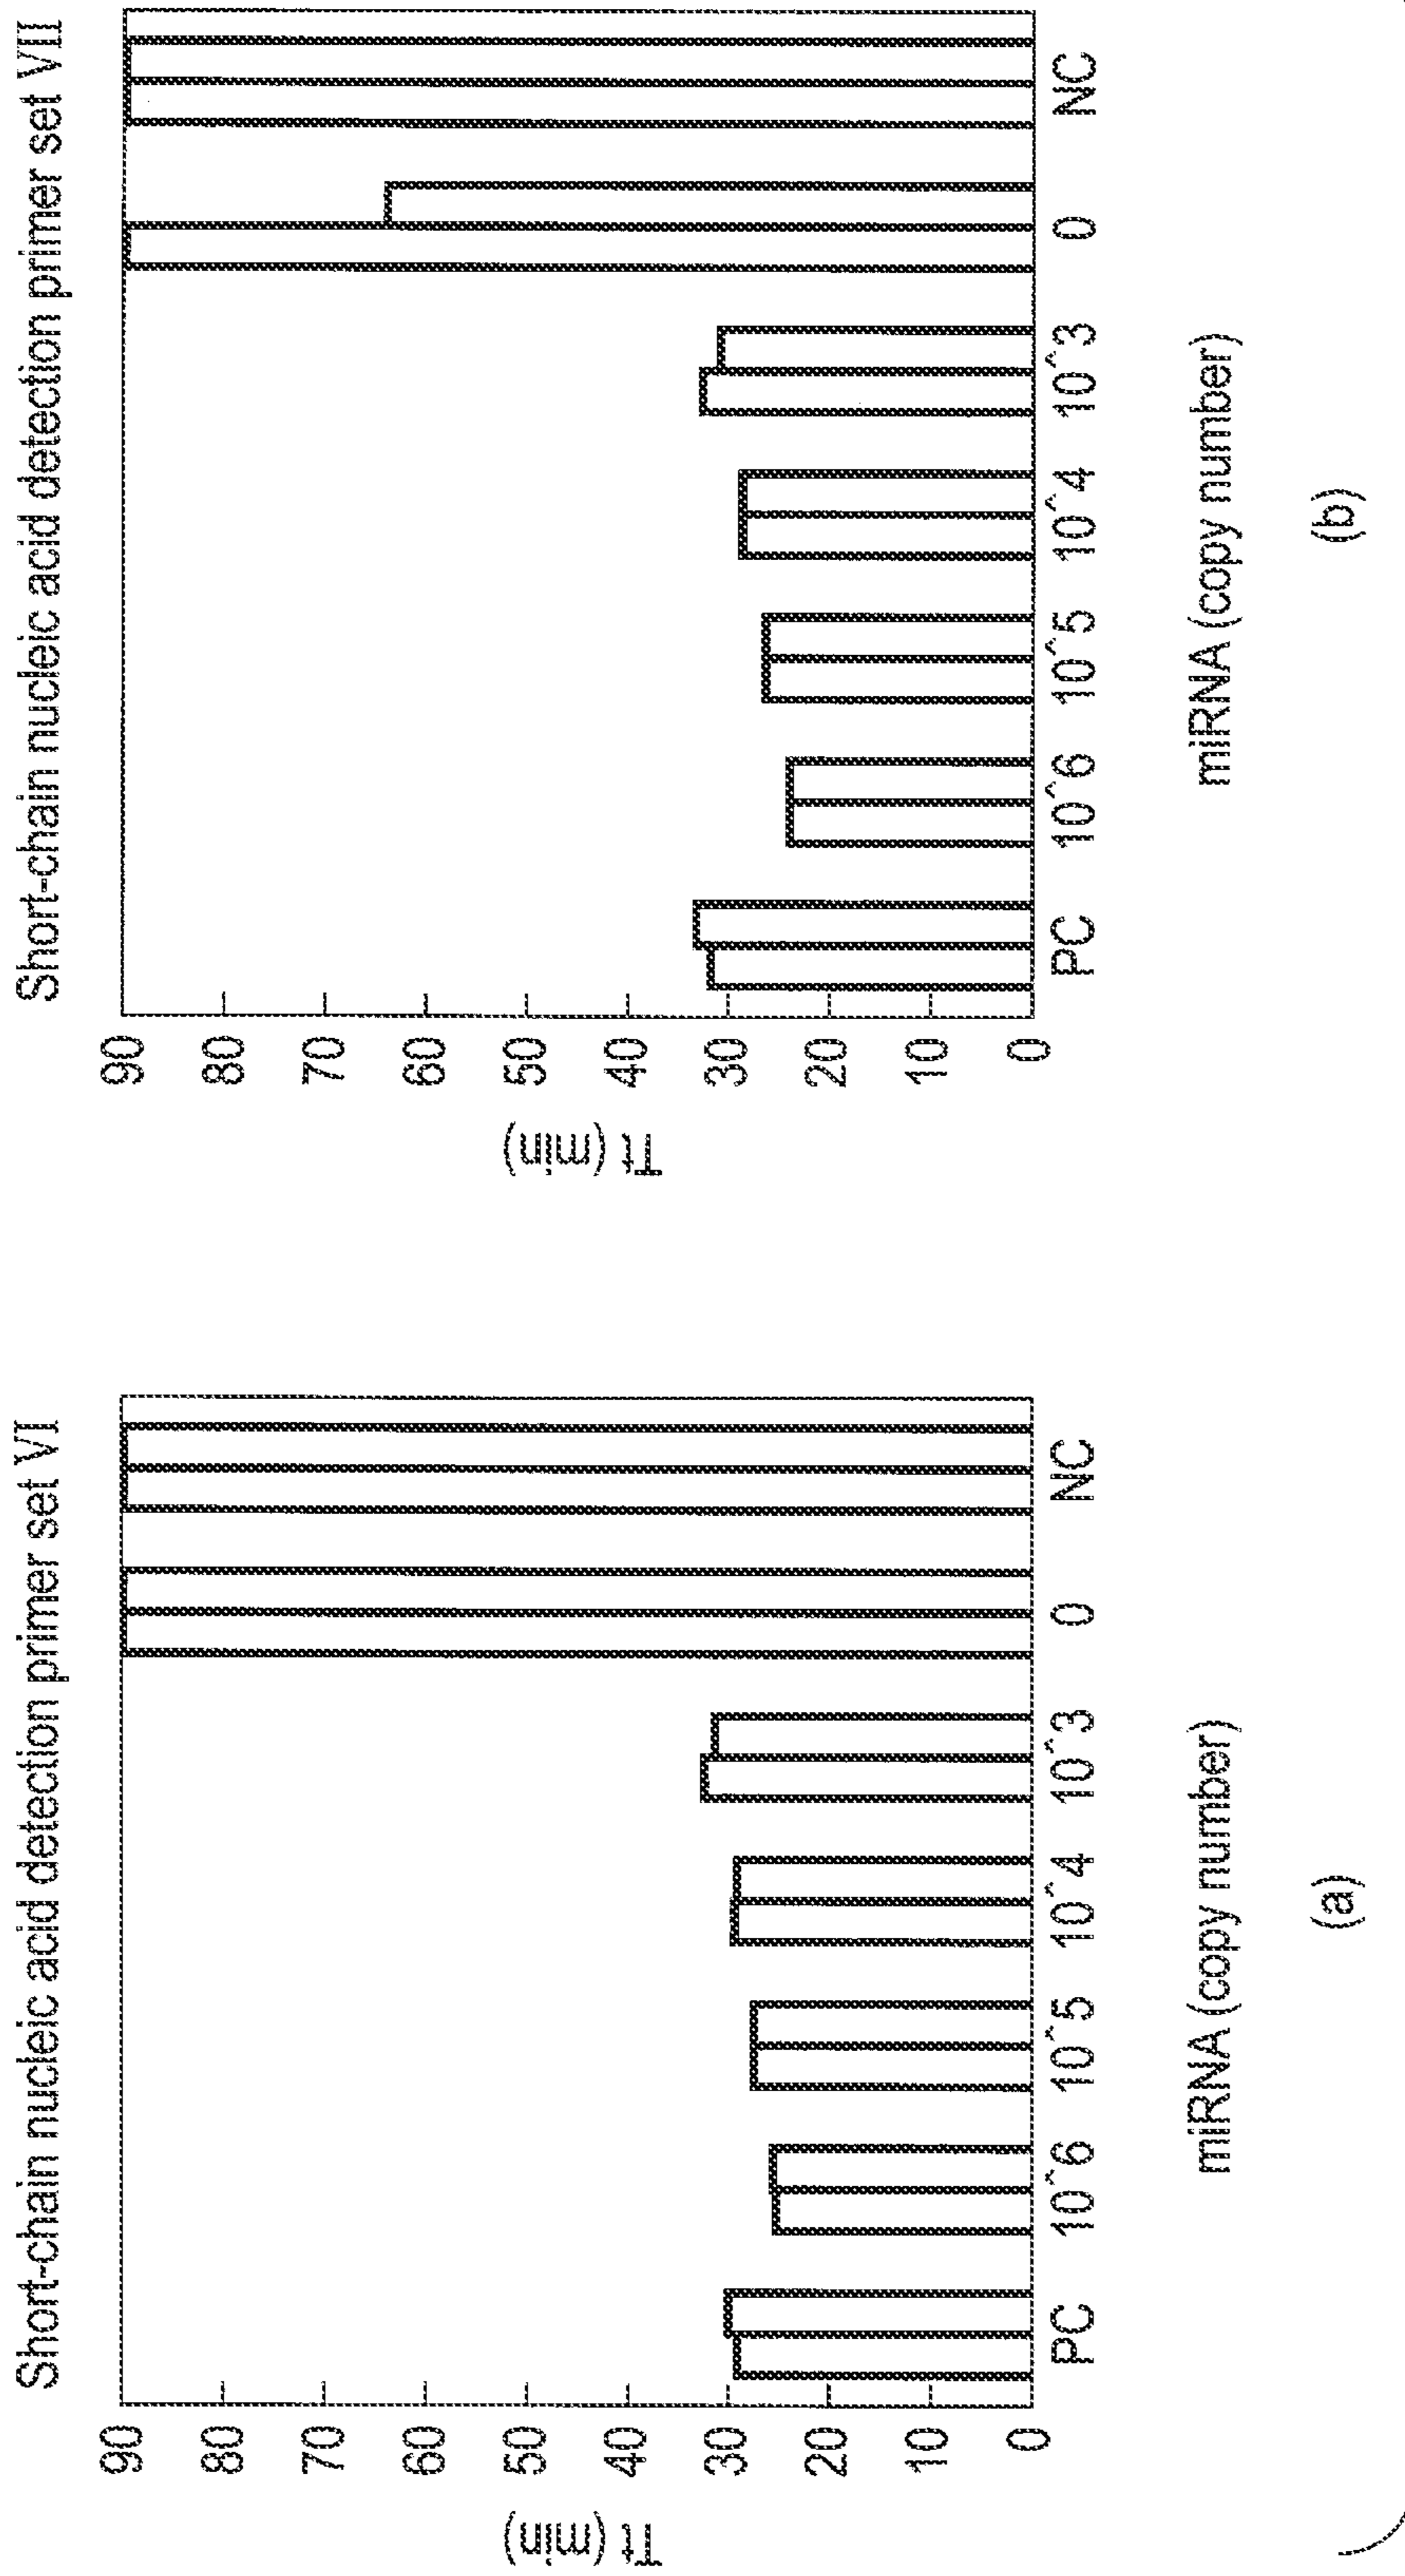 Short-chain nucleic acid detection primer set VI
Tt (min)
90
80
70
60
50
40
30
20
10
0
PC 10^6 10^5 10^4 10^3 0 NC
miRNA (copy number)
(a)
Short-chain nucleic acid detection primer set VII
Tt (min)
90
80
70
60
50
40
30
20
10
0
PC 10^6 10^5 10^4 10^3 0 NC
miRNA (copy number)
(b)